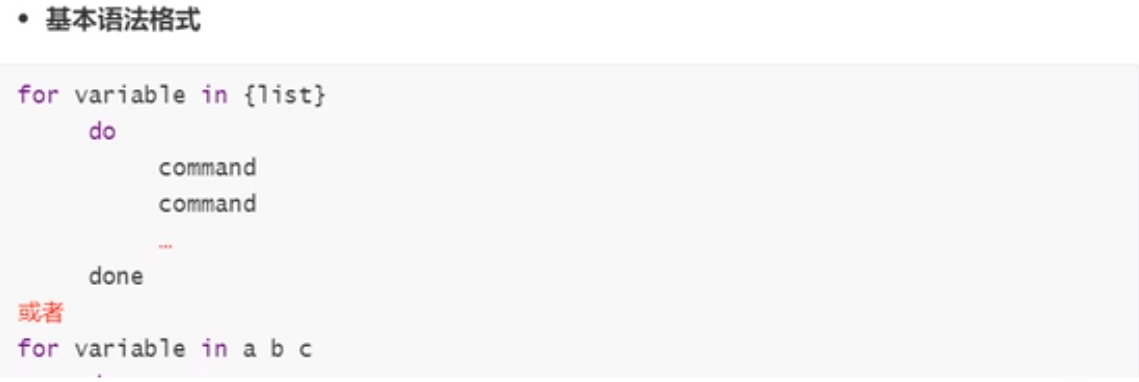 • 基本语法格式
for variable in {list}
do
command
command
…
done
或者
for variable in a b c